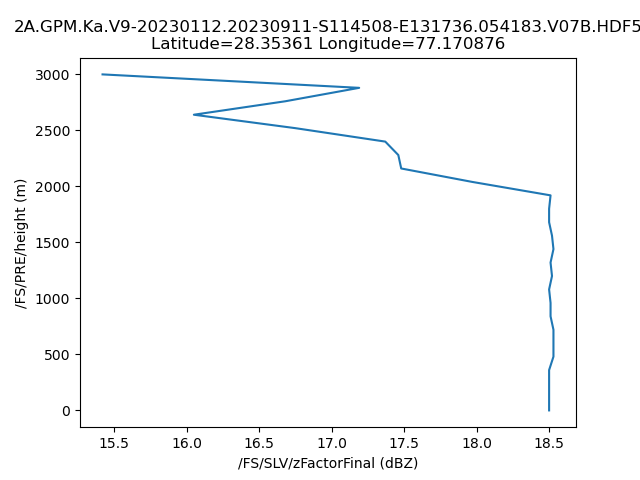 2A.GPM.Ka.V9-20230112.20230911-S114508-E131736.054183.V07B.HDF5
Latitude=28.35361 Longitude=77.170876
3000
2500
2000
1500
1000
500
0
/FS/PRE/height (m)
15.5 16.0 16.5 17.0 17.5 18.0 18.5
/FS/SLV/zFactorFinal (dBZ)